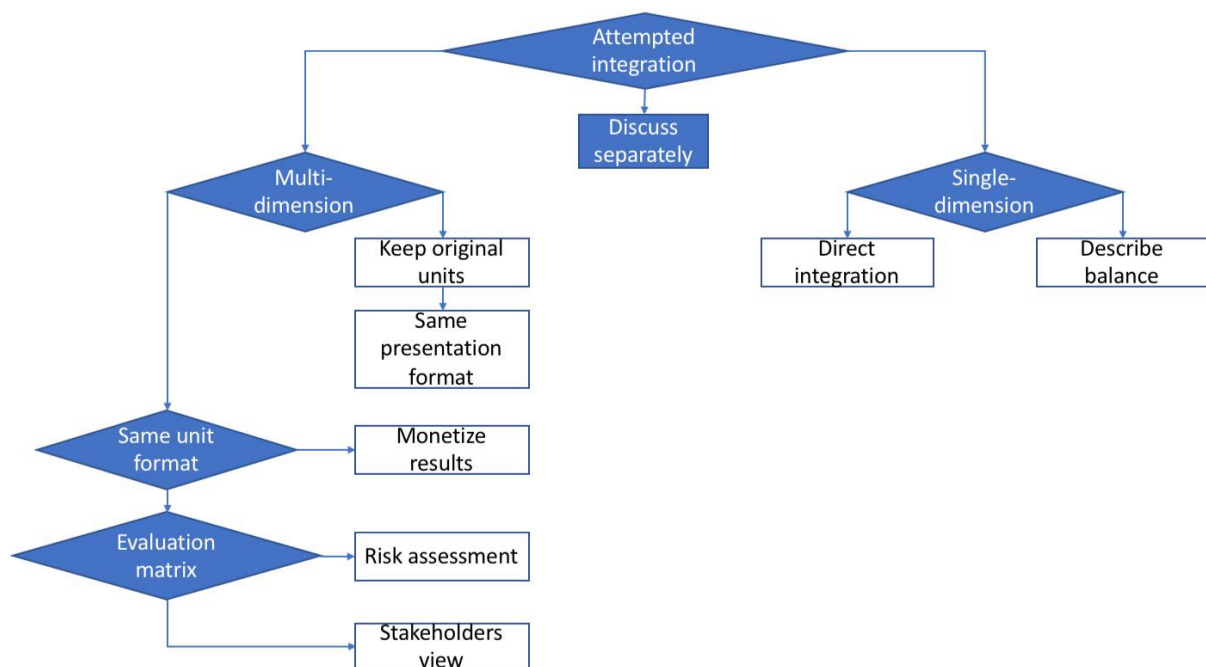 Attempted
integration
Discuss
separately
Multi-
dimension
Single-
dimension
Keep original
units
Direct
integration
Describe
balance
Same
presentation
format
Same unit
format
Monetize
results
Evaluation
matrix
Risk assessment
Stakeholders
view